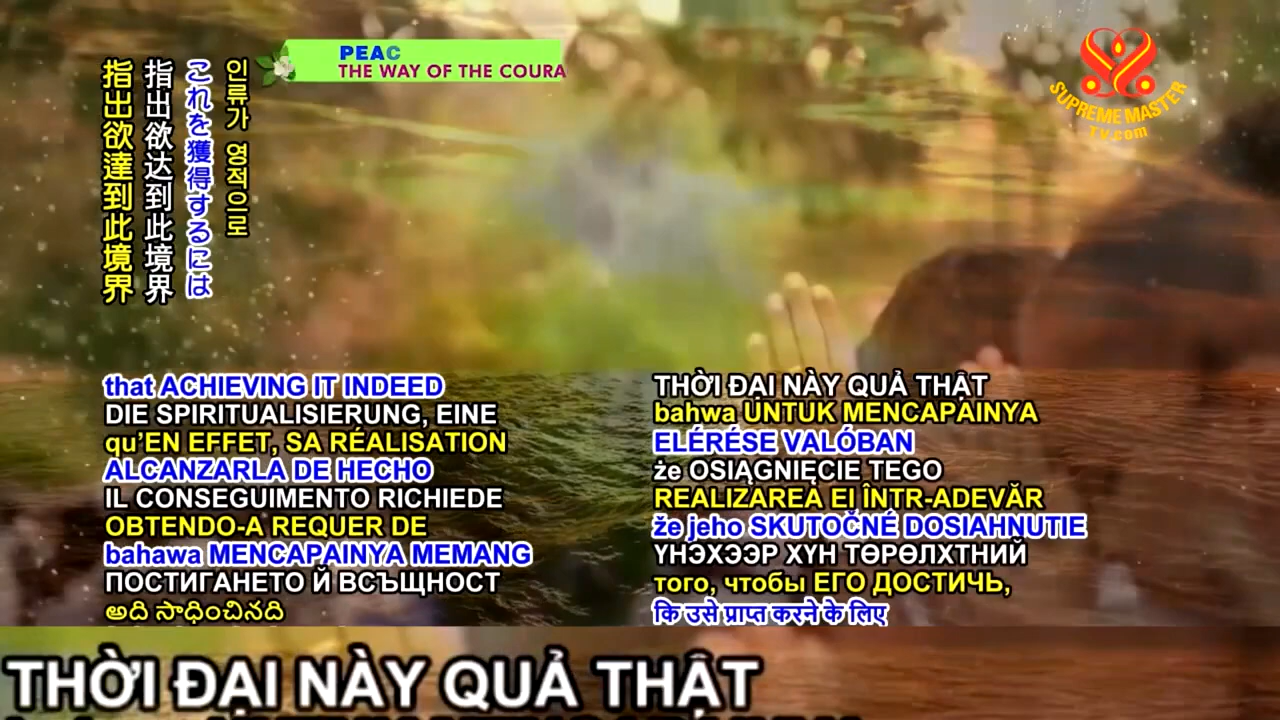 PEAC
THE WAY OF THE COURA
SUPREME MASTER
TV.com
인류가 영적으로
これを獲得するには
指出欲达到此境界
指出欲達到此境界
that ACHIEVING IT INDEED
DIE SPIRITUALISIERUNG, EINE
qu’EN EFFET, SA RÉALISATION
ALCANZARLA DE HECHO
IL CONSEGUIMENTO RICHIEDE
OBTENDO-A REQUER DE
bahawa MENCAPAINYA MEMANG
ПОСТИГАНЕТО Й ВСЪЩНОСТ
అది సాధించినది
THỜI ĐẠI NÀY QUẢ THẬT
bahwa UNTUK MENCAPAINYA
ELÉRÉSE VALÓBAN
że OSIĄGNIĘCIE TEGO
REALIZAREA EI ÎNTR-ADEVĂR
že jeho SKUTOČNÉ DOSIAHNUTIE
ҮНЭХЭЭР ХҮН ТӨРӨЛХТНИЙ
того, чтобы ЕГО ДОСТИЧЬ,
कि उसे प्राप्त करने के लिए
THỜI ĐẠI NÀY QUẢ THẬT